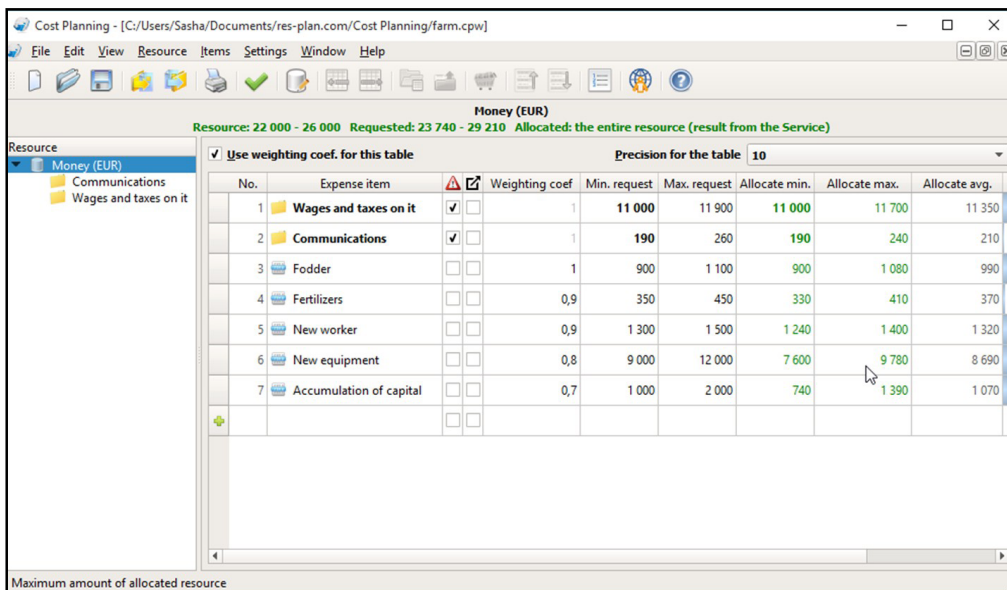 Cost Planning - [C:/Users/Sasha/Documents/res-plan.com/Cost Planning/farm.cpw]
File Edit View Resource Items Settings Window Help
Money (EUR)
Resource: 22 000 - 26 000 Requested: 23 740 - 29 210 Allocated: the entire resource (result from the Service)
Resource
Money (EUR)
Communications
Wages and taxes on it
Use weighting coef. for this table Precision for the table 10
No. Expense item Weighting coef Min. request Max. request Allocate min. Allocate max. Allocate avg.
1 Wages and taxes on it 1 11 000 11 900 11 000 11 700 11 350
2 Communications 1 190 260 190 240 210
3 Fodder 1 900 1 100 900 1 080 990
4 Fertilizers 0,9 350 450 330 410 370
5 New worker 0,9 1 300 1 500 1 240 1 400 1 320
6 New equipment 0,8 9 000 12 000 7 600 9 780 8 690
7 Accumulation of capital 0,7 1 000 2 000 740 1 390 1 070
Maximum amount of allocated resource